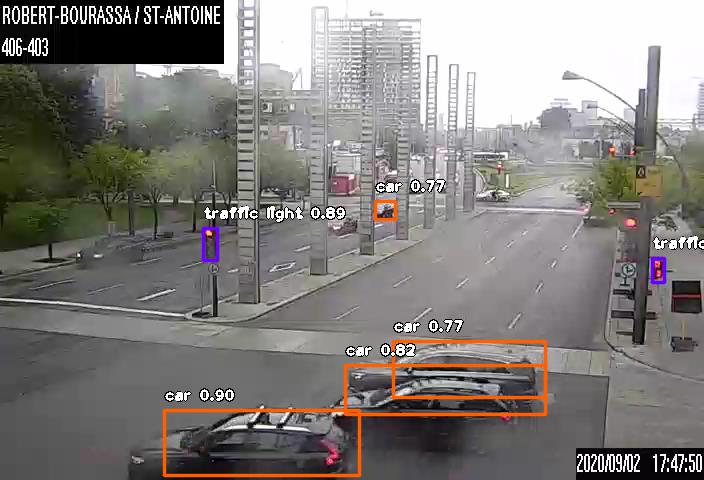 ROBERT-BOURASSA / ST-ANTOINE
406-403
car 0.77
traffic light 0.89
traffic
car 0.77
car 0.82
car 0.90
2020/09/02 17:47:50